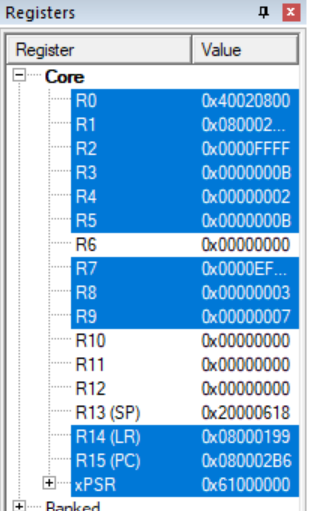 Registers
Register Value
Core
R0 0x40020800
R1 0x080002...
R2 0x0000FFFF
R3 0x0000000B
R4 0x00000002
R5 0x0000000B
R6 0x00000000
R7 0x0000EF...
R8 0x00000003
R9 0x00000007
R10 0x00000000
R11 0x00000000
R12 0x00000000
R13 (SP) 0x20000618
R14 (LR) 0x08000199
R15 (PC) 0x080002B6
xPSR 0x61000000
Banked